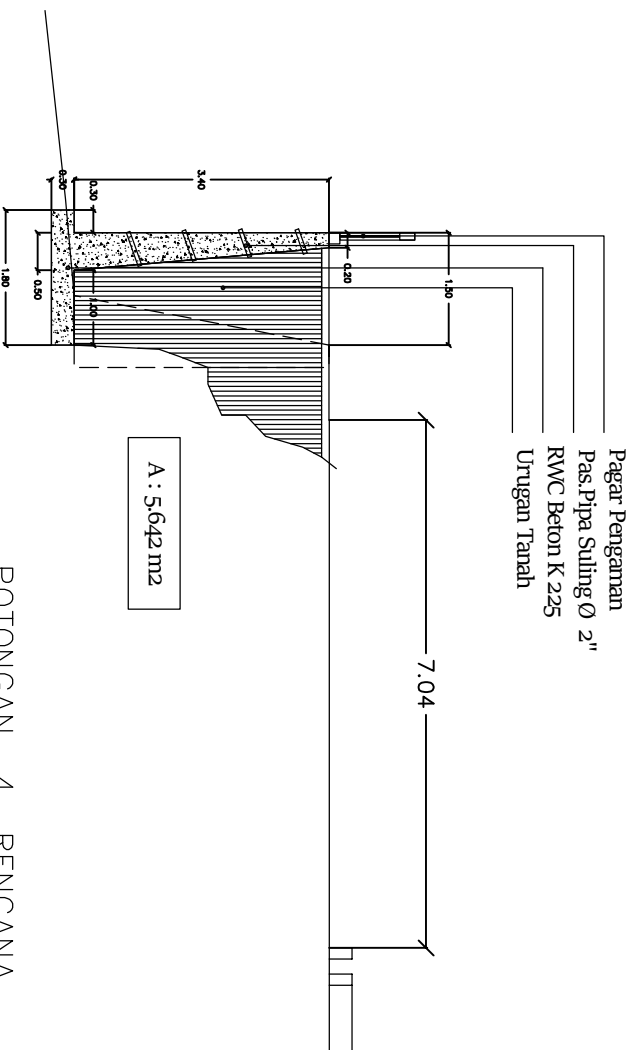 Pagar Pengaman
Pas.Pipa Suling Ø 2"
RWC Beton K 225
Urugan Tanah
1.50
0.20
7.04
3.40
0.30
0.30
1.00
0.50
1.80
A : 5.642 m2
POTONGAN 4 RENCANA